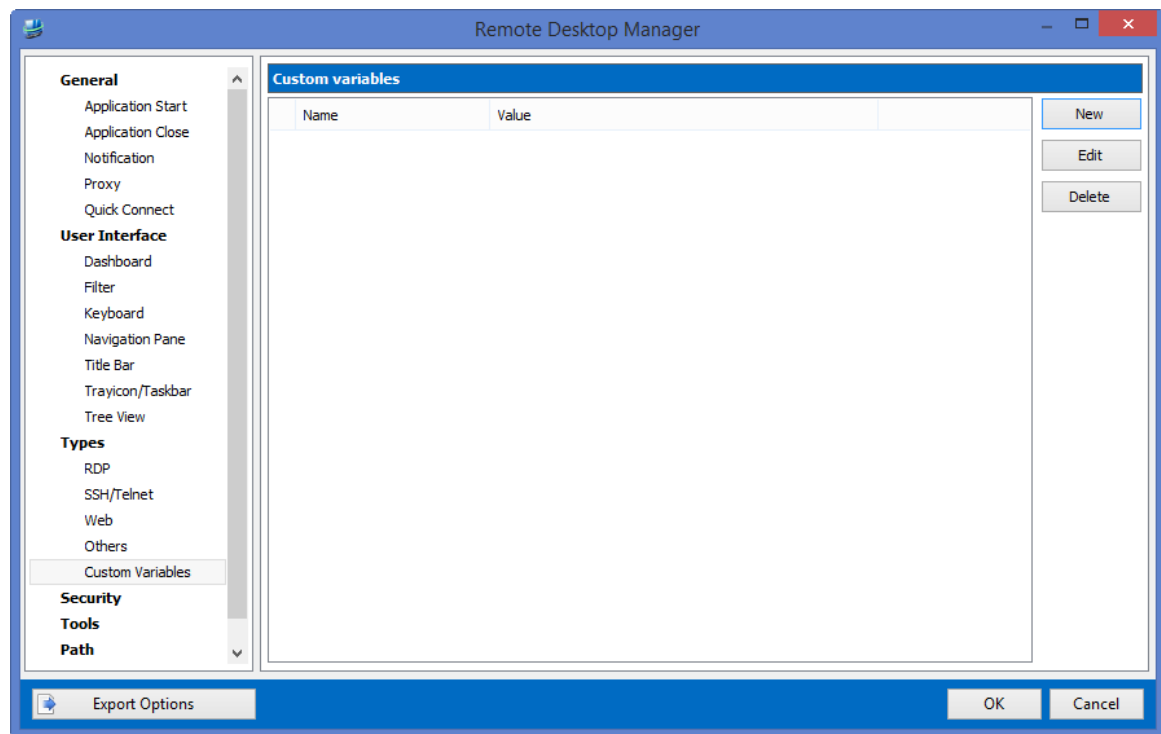 Remote Desktop Manager
General
Application Start
Application Close
Notification
Proxy
Quick Connect
User Interface
Dashboard
Filter
Keyboard
Navigation Pane
Title Bar
Trayicon/Taskbar
Tree View
Types
RDP
SSH/Telnet
Web
Others
Custom Variables
Security
Tools
Path
Custom variables
Name Value
New
Edit
Delete
Export Options
OK Cancel